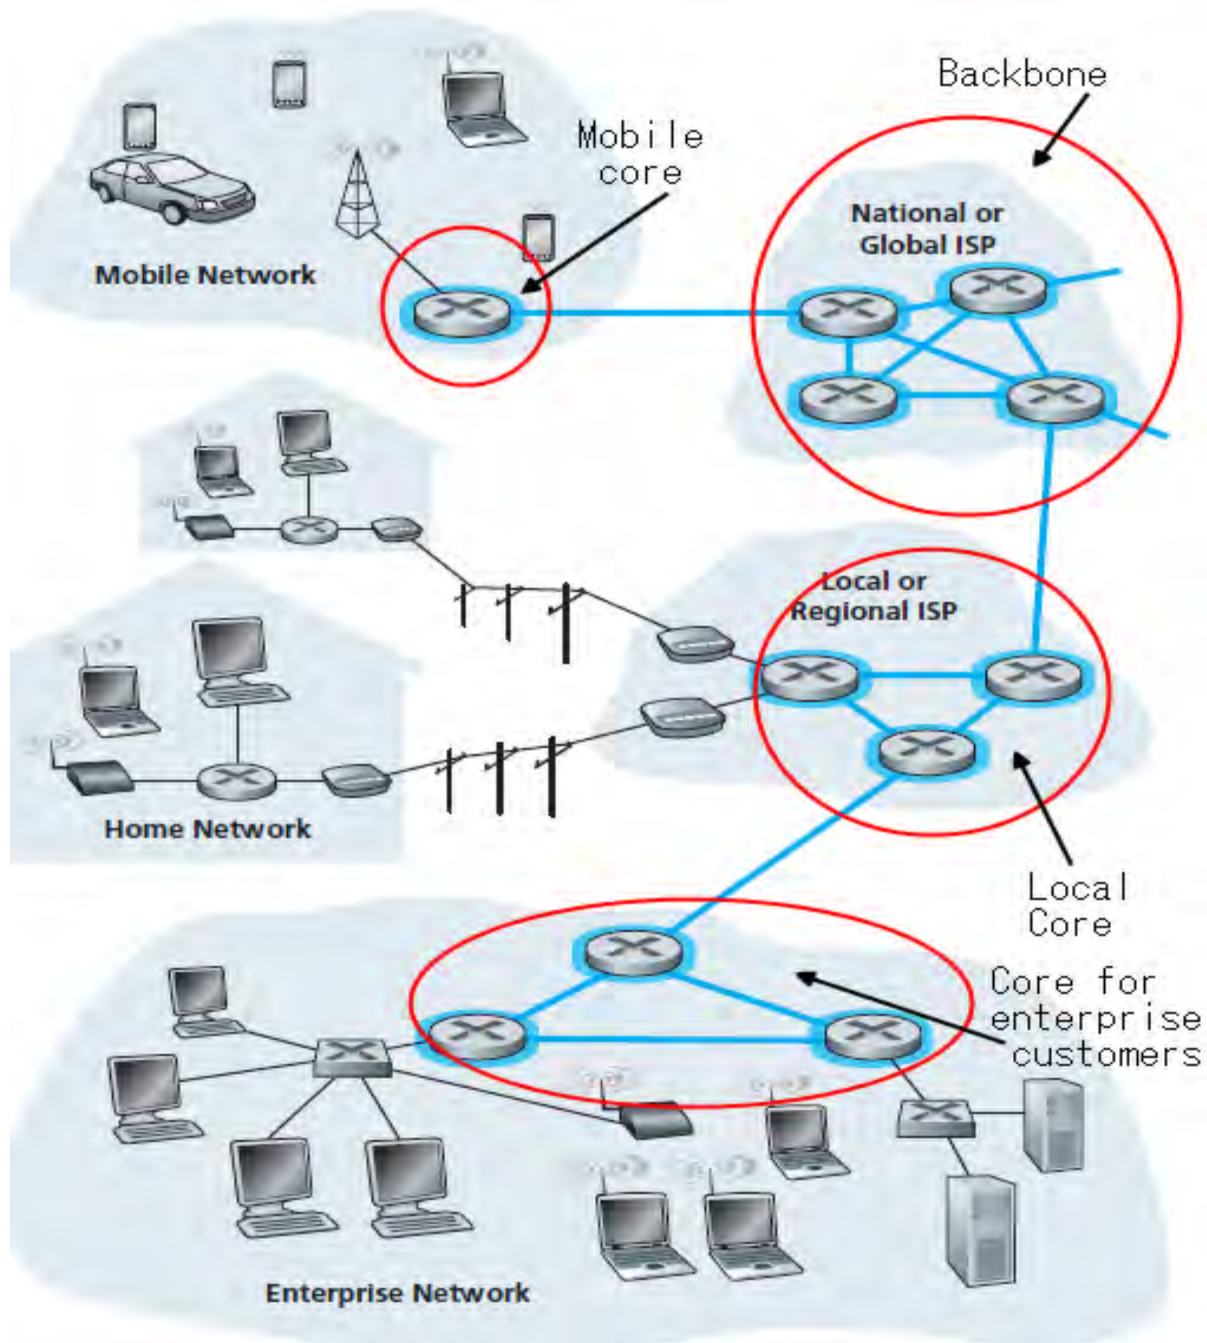 Backbone
Mobile
core
National or
Global ISP
Mobile Network
Local or
Regional ISP
Home Network
Local
Core
Core for
enterprise
customers
Enterprise Network